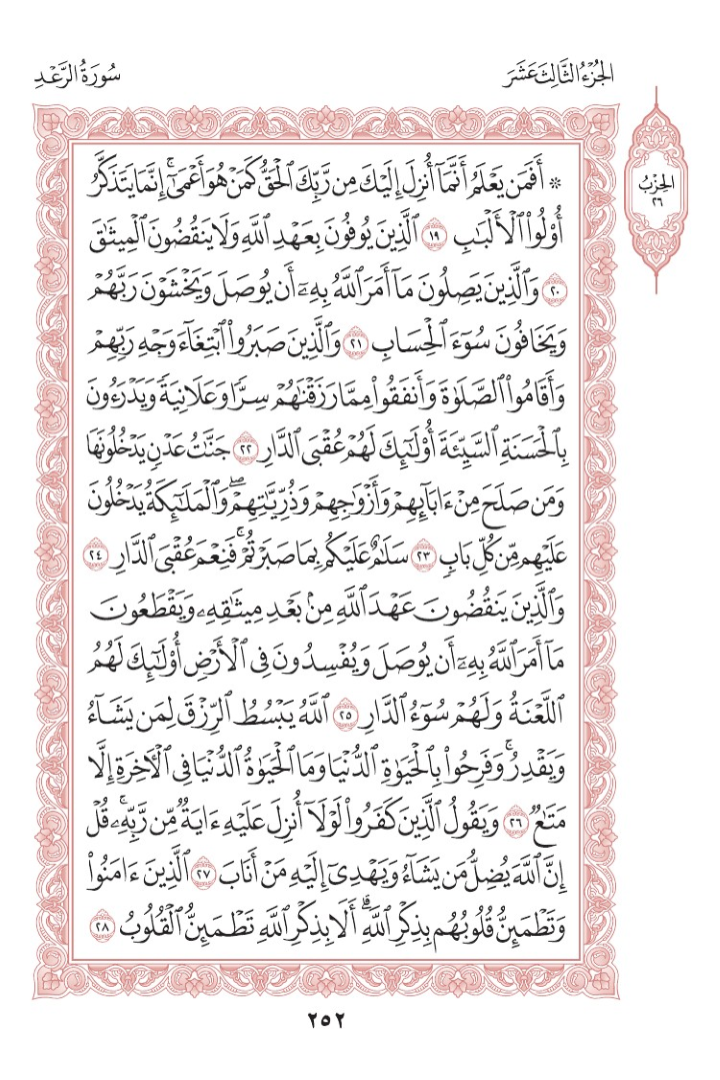 الجُزْءُ الثَّالِثَ عَشَرَ
سُورَةُ الرَّعْدِ
الحِزْبُ
٢٦
۞ أَفَمَن يَعْلَمُ أَنَّمَآ أُنزِلَ إِلَيْكَ مِن رَّبِّكَ ٱلْحَقُّ كَمَنْ هُوَ أَعْمَىٰٓۚ إِنَّمَا يَتَذَكَّرُ
أُوْلُواْ ٱلْأَلْبَٰبِ ١٩ ٱلَّذِينَ يُوفُونَ بِعَهْدِ ٱللَّهِ وَلَا يَنقُضُونَ ٱلْمِيثَٰقَ
٢٠ وَٱلَّذِينَ يَصِلُونَ مَآ أَمَرَ ٱللَّهُ بِهِۦٓ أَن يُوصَلَ وَيَخْشَوْنَ رَبَّهُمْ
وَيَخَافُونَ سُوٓءَ ٱلْحِسَابِ ٢١ وَٱلَّذِينَ صَبَرُواْ ٱبْتِغَآءَ وَجْهِ رَبِّهِمْ
وَأَقَامُواْ ٱلصَّلَوٰةَ وَأَنفَقُواْ مِمَّا رَزَقْنَٰهُمْ سِرًّا وَعَلَانِيَةً وَيَدْرَءُونَ
بِٱلْحَسَنَةِ ٱلسَّيِّئَةَ أُوْلَٰٓئِكَ لَهُمْ عُقْبَى ٱلدَّارِ ٢٢ جَنَّٰتُ عَدْنٍ يَدْخُلُونَهَا
وَمَن صَلَحَ مِنْ ءَابَآئِهِمْ وَأَزْوَٰجِهِمْ وَذُرِّيَّٰتِهِمْۖ وَٱلْمَلَٰٓئِكَةُ يَدْخُلُونَ
عَلَيْهِم مِّن كُلِّ بَابٍ ٢٣ سَلَٰمٌ عَلَيْكُم بِمَا صَبَرْتُمْۚ فَنِعْمَ عُقْبَى ٱلدَّارِ ٢٤
وَٱلَّذِينَ يَنقُضُونَ عَهْدَ ٱللَّهِ مِنۢ بَعْدِ مِيثَٰقِهِۦ وَيَقْطَعُونَ
مَآ أَمَرَ ٱللَّهُ بِهِۦٓ أَن يُوصَلَ وَيُفْسِدُونَ فِي ٱلْأَرْضِ أُوْلَٰٓئِكَ لَهُمُ
ٱللَّعْنَةُ وَلَهُمْ سُوٓءُ ٱلدَّارِ ٢٥ ٱللَّهُ يَبْسُطُ ٱلرِّزْقَ لِمَن يَشَآءُ
وَيَقْدِرُۚ وَفَرِحُواْ بِٱلْحَيَوٰةِ ٱلدُّنْيَا وَمَا ٱلْحَيَوٰةُ ٱلدُّنْيَا فِي ٱلْأٓخِرَةِ إِلَّا
مَتَٰعٌ ٢٦ وَيَقُولُ ٱلَّذِينَ كَفَرُواْ لَوْلَآ أُنزِلَ عَلَيْهِ ءَايَةٌ مِّن رَّبِّهِۦۚ قُلْ
إِنَّ ٱللَّهَ يُضِلُّ مَن يَشَآءُ وَيَهْدِيٓ إِلَيْهِ مَنْ أَنَابَ ٢٧ ٱلَّذِينَ ءَامَنُواْ
وَتَطْمَئِنُّ قُلُوبُهُم بِذِكْرِ ٱللَّهِۗ أَلَا بِذِكْرِ ٱللَّهِ تَطْمَئِنُّ ٱلْقُلُوبُ ٢٨
٢٥٢